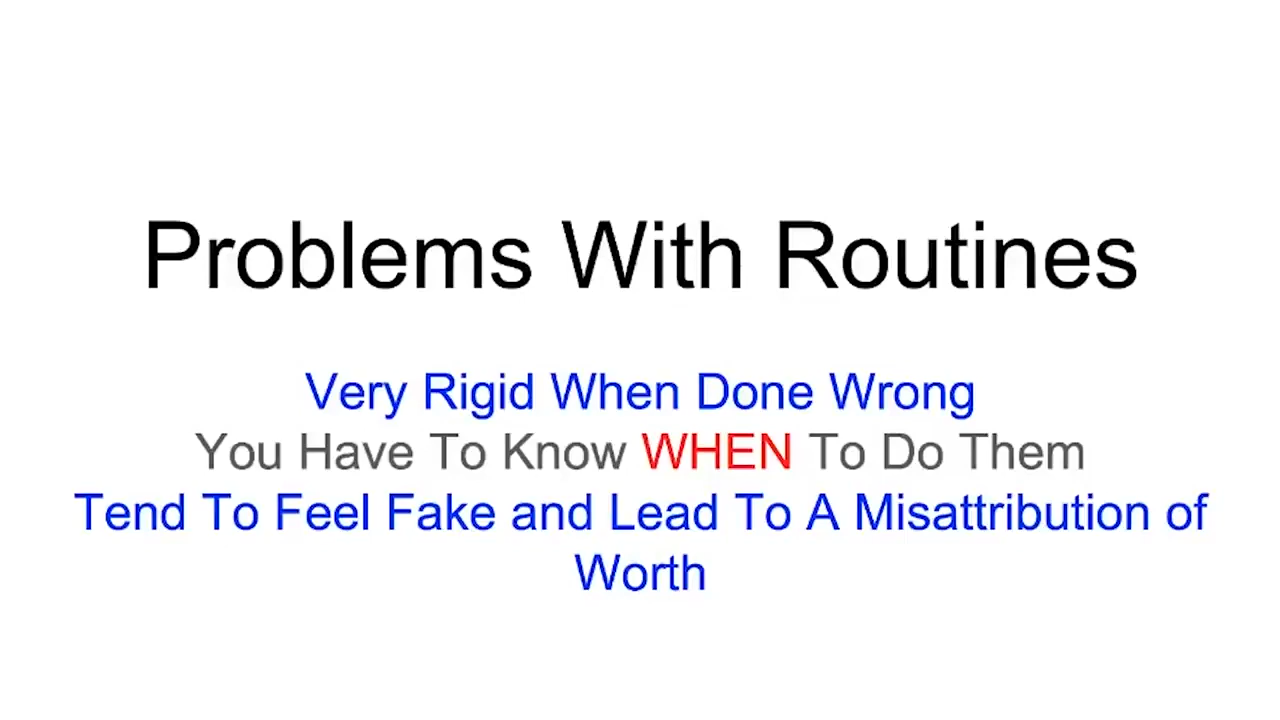 Problems With Routines
Very Rigid When Done Wrong
You Have To Know WHEN To Do Them
Tend To Feel Fake and Lead To A Misattribution of
Worth